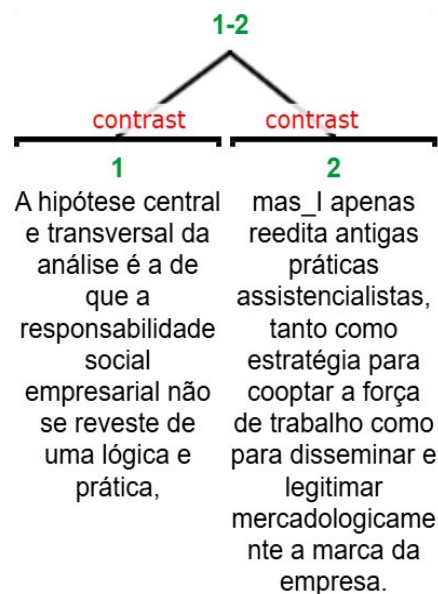 1-2
contrast
contrast
1
A hipótese central
e transversal da
análise é a de
que a
responsabilidade
social
empresarial não
se reveste de
uma lógica e
prática,
2
mas_I apenas
reedita antigas
práticas
assistencialistas,
tanto como
estratégia para
cooptar a força
de trabalho como
para disseminar e
legitimar
mercadologicame
nte a marca da
empresa.